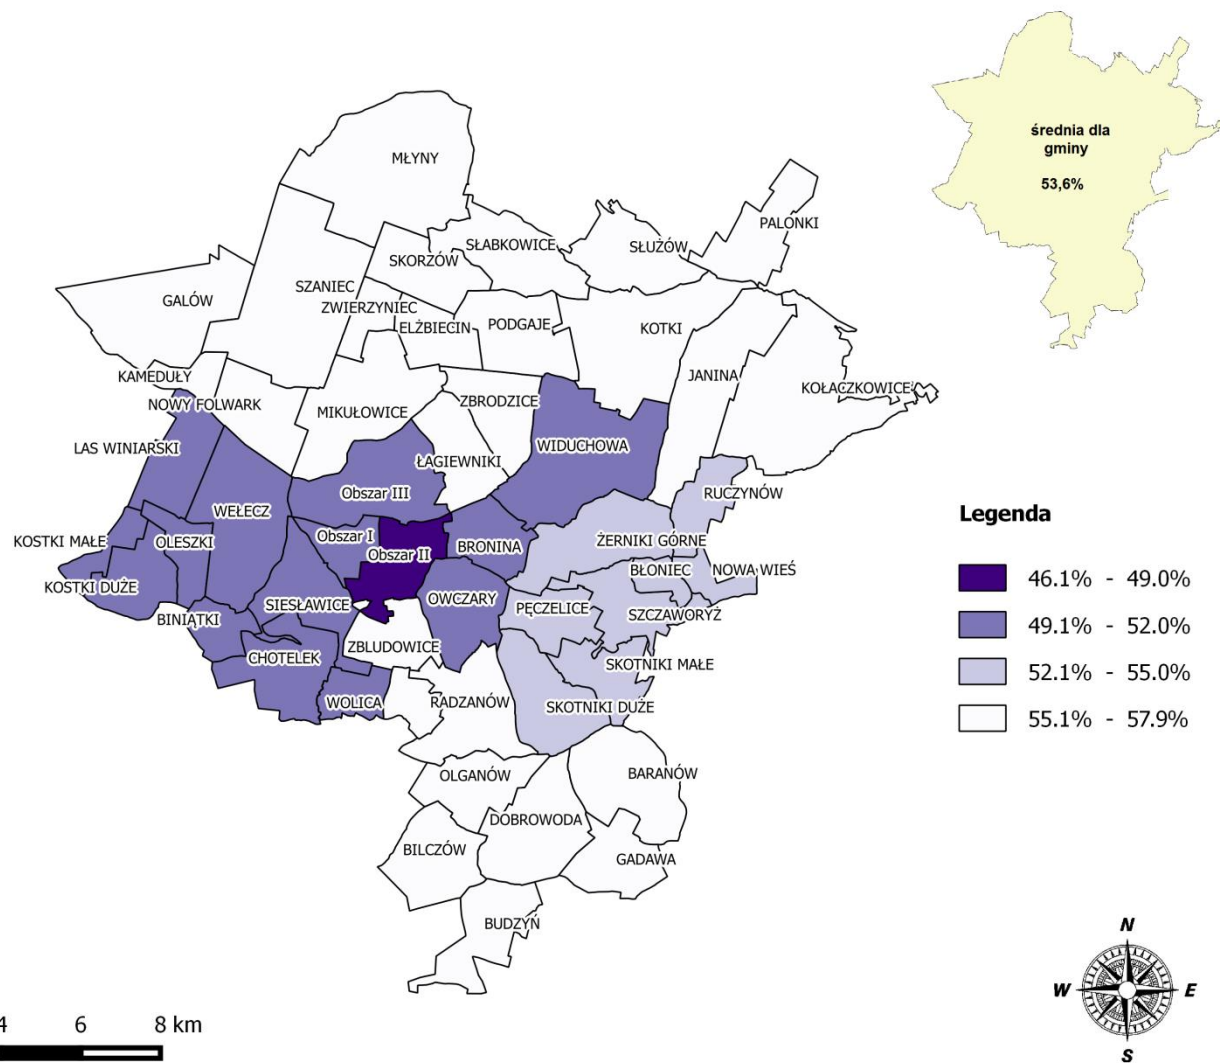 średnia dla
gminy
53,6%
MŁYNY
PALONKI
SŁABKOWICE
SŁUŻÓW
SKORZÓW
SZANIEC
GALÓW
ZWIERZYNIEC
ELŻBIECIN
PODGAJE
KOTKI
KAMEDUŁY
JANINA
KOŁACZKOWICE
NOWY FOLWARK
MIKUŁOWICE
ZBRODZICE
LAS WINIARSKI
ŁAGIEWNIKI
WIDUCHOWA
Obszar III
RUCZYNÓW
WEŁECZ
KOSTKI MAŁE
OLESZKI
Obszar I
Obszar II
BRONINA
ŻERNIKI GÓRNE
BŁONIEC
NOWA WIEŚ
KOSTKI DUŻE
SIESŁAWICE
OWCZARY
PĘCZELICE
SZCZAWORYŻ
BINIĄTKI
CHOTELEK
ZBLUDOWICE
SKOTNIKI MAŁE
WOLICA
RADZANÓW
SKOTNIKI DUŻE
OLGANÓW
BARANÓW
DOBROWODA
BILCZÓW
GADAWA
BUDZYŃ
Legenda
46.1% - 49.0%
49.1% - 52.0%
52.1% - 55.0%
55.1% - 57.9%
N
W E
S
4 6 8 km